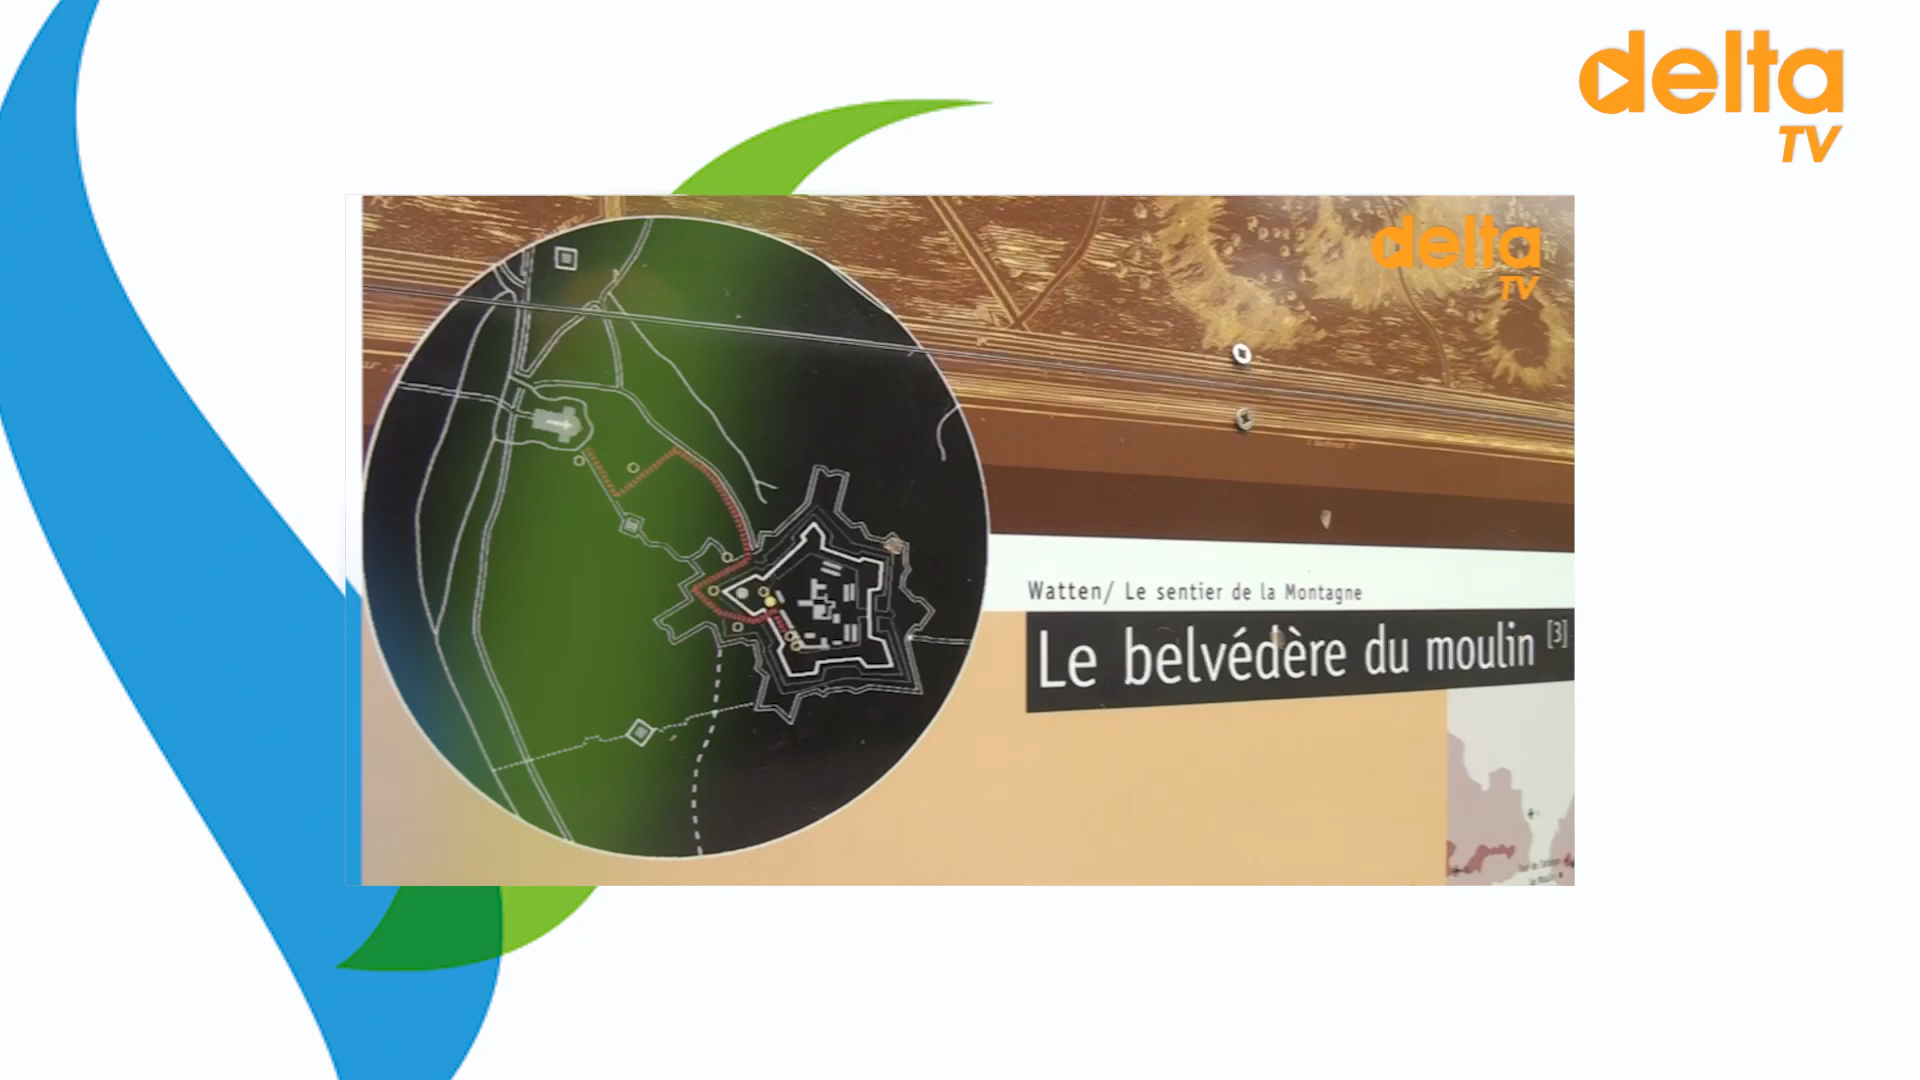 delta
TV
delta
TV
Watten/ Le sentier de la Montagne
Le belvédère du moulin [3]